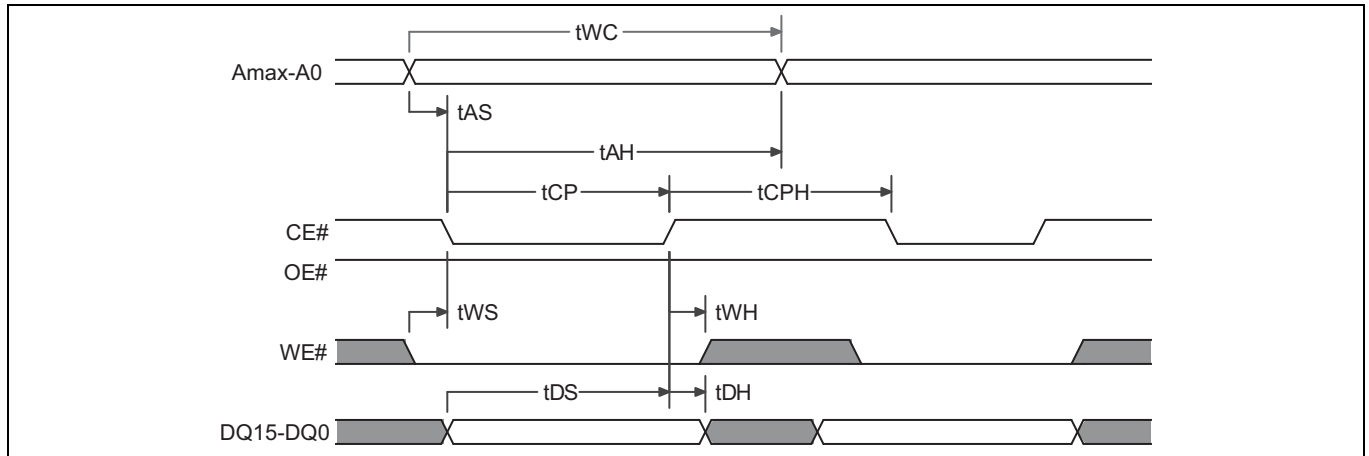 tWC
Amax-A0
tAS
tAH
tCP
tCPH
CE#
OE#
tWS
tWH
WE#
tDS
tDH
DQ15-DQ0